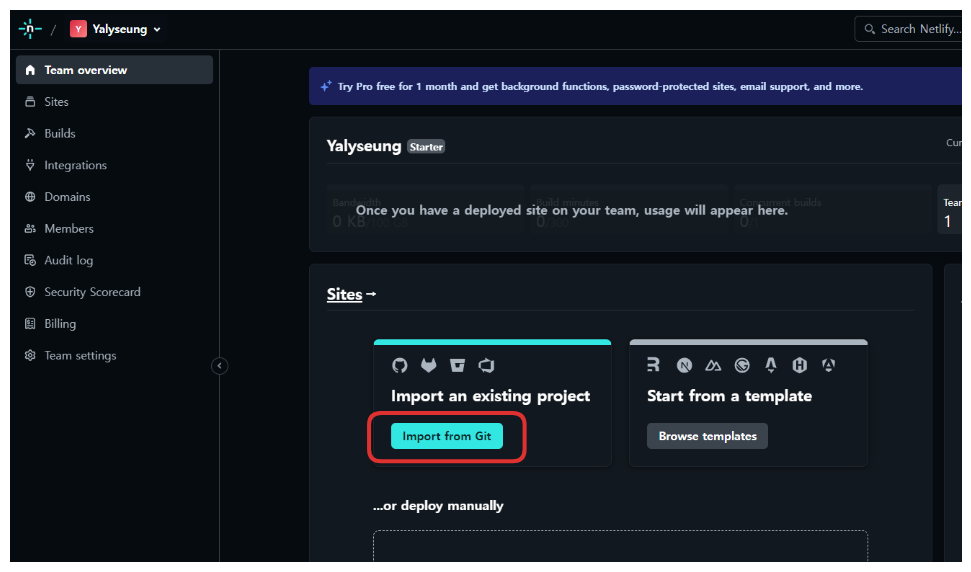 / Y Yalyseung
Search Netlify...
Team overview
Sites
Builds
Integrations
Domains
Members
Audit log
Security Scorecard
Billing
Team settings
Try Pro free for 1 month and get background functions, password-protected sites, email support, and more.
Yalyseung Starter
Bandwidth
Build minutes
Concurrent builds
Once you have a deployed site on your team, usage will appear here.
0 KB
0
0
1
Sites →
Import an existing project
Import from Git
Start from a template
Browse templates
...or deploy manually